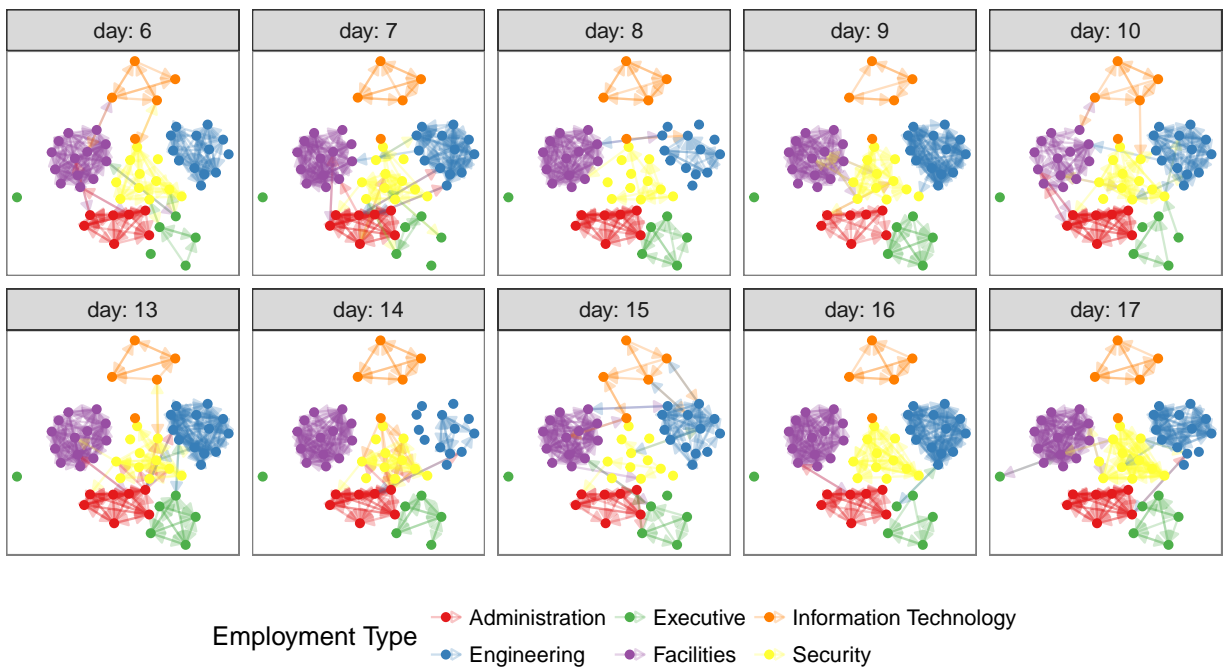 day: 6
day: 7
day: 8
day: 9
day: 10
day: 13
day: 14
day: 15
day: 16
day: 17
Employment Type
Administration
Executive
Information Technology
Engineering
Facilities
Security